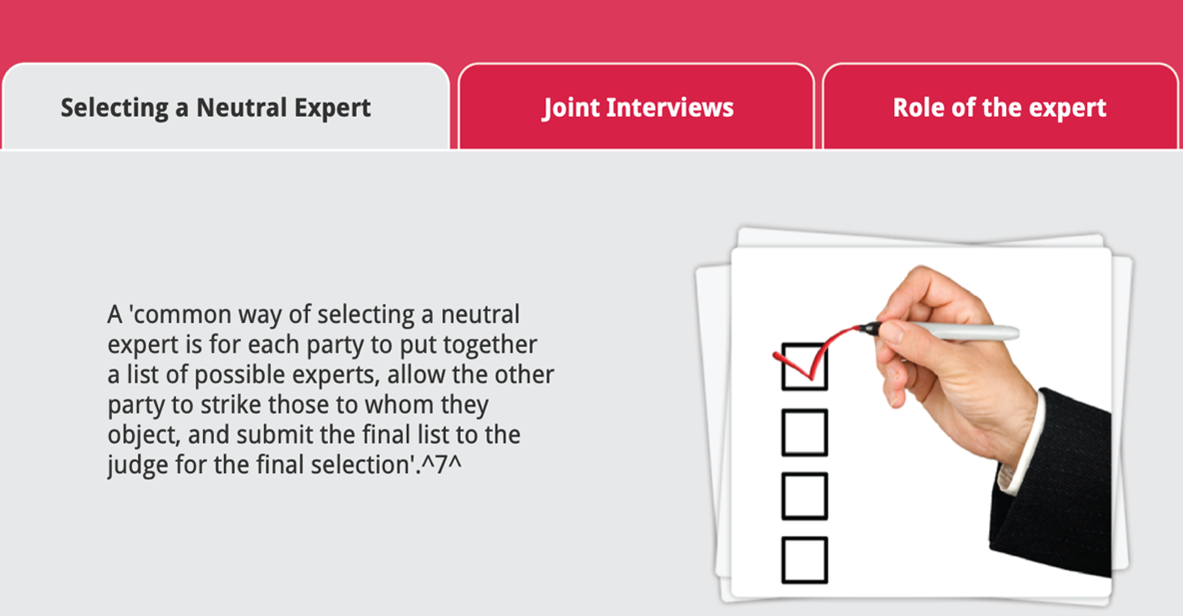 Selecting a Neutral Expert
Joint Interviews
Role of the expert
A 'common way of selecting a neutral
expert is for each party to put together
a list of possible experts, allow the other
party to strike those to whom they
object, and submit the final list to the
judge for the final selection'.^7^